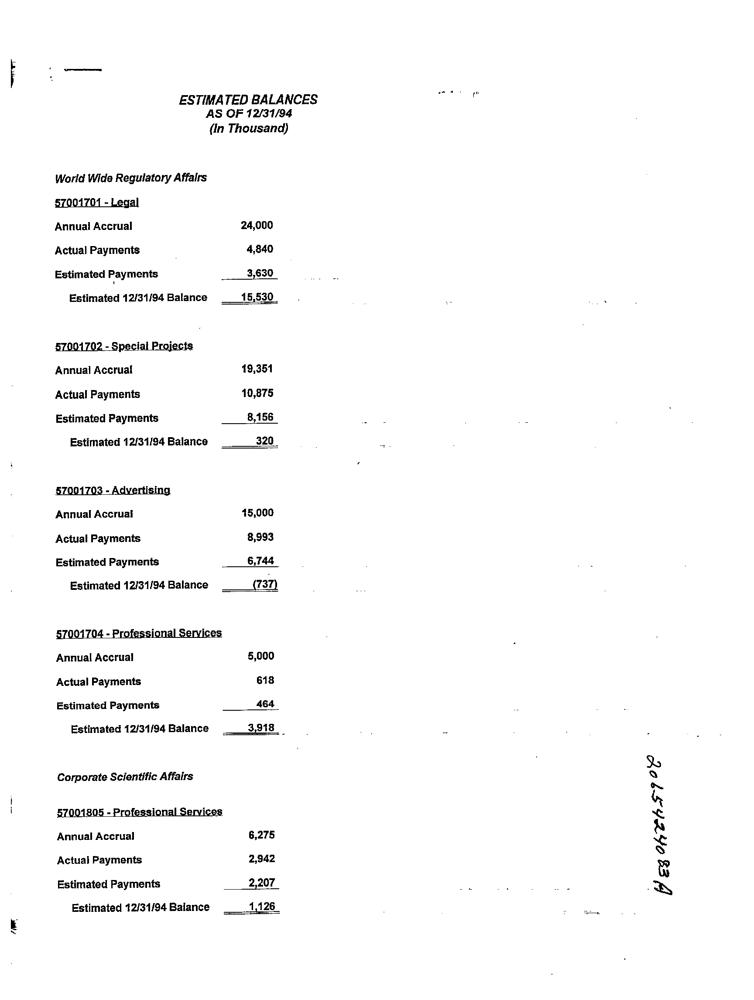 ESTIMATED BALANCES
AS OF 12/31/94
(In Thousand)
World Wide Regulatory Affairs
57001701 - Legal
Annual Accrual 24,000
Actual Payments 4,840
Estimated Payments 3,630
Estimated 12/31/94 Balance 15,530
57001702 - Special Projects
Annual Accrual 19,351
Actual Payments 10,875
Estimated Payments 8,156
Estimated 12/31/94 Balance 320
57001703 - Advertising
Annual Accrual 15,000
Actual Payments 8,993
Estimated Payments 6,744
Estimated 12/31/94 Balance (737)
57001704 - Professional Services
Annual Accrual 5,000
Actual Payments 618
Estimated Payments 464
Estimated 12/31/94 Balance 3,918
Corporate Scientific Affairs
57001805 - Professional Services
Annual Accrual 6,275
Actual Payments 2,942
Estimated Payments 2,207
Estimated 12/31/94 Balance 1,126
2065424083A